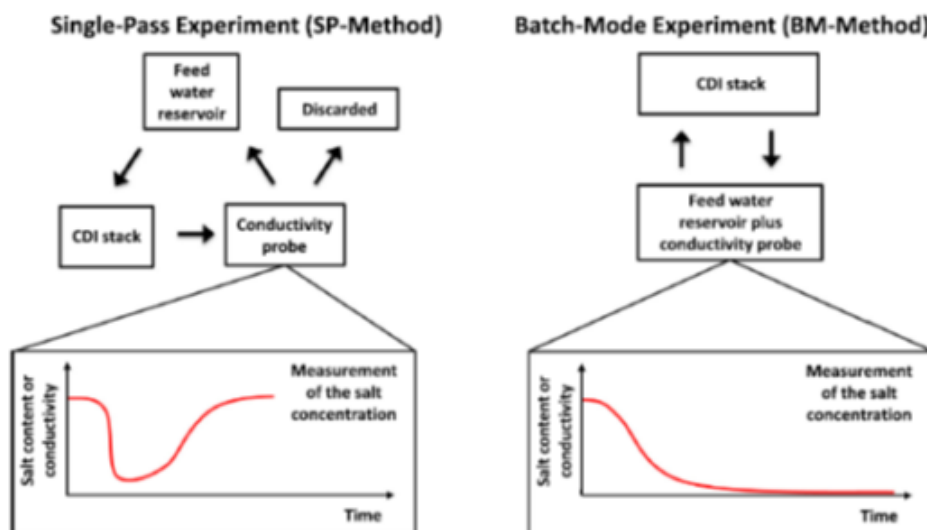 Single-Pass Experiment (SP-Method)
Feed
water
reservoir
Discarded
CDI stack
Conductivity
probe
Salt content or
conductivity
Measurement
of the salt
concentration
Time
Batch-Mode Experiment (BM-Method)
CDI stack
Feed water
reservoir plus
conductivity probe
Salt content or
conductivity
Measurement
of the salt
concentration
Time